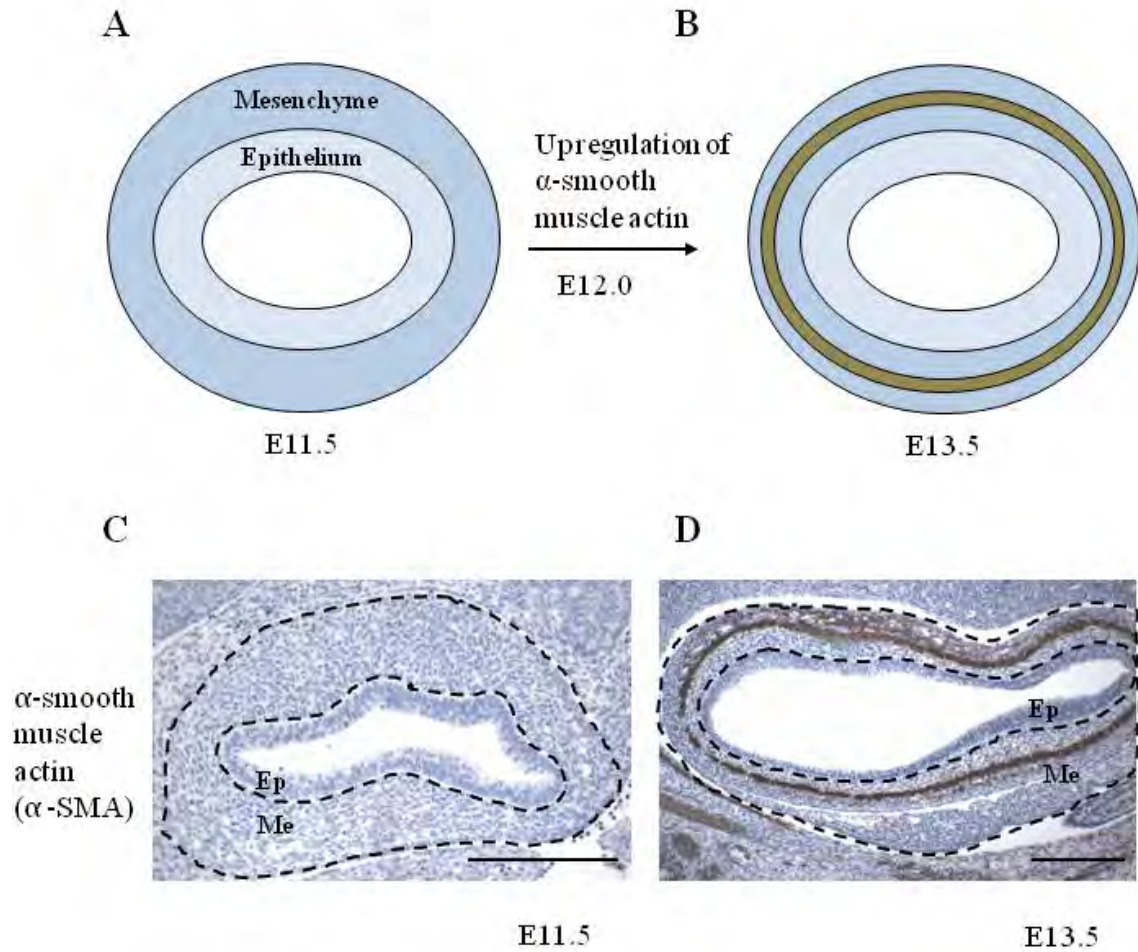 A
B
Mesenchyme
Epithelium
Upregulation of
α-smooth
muscle actin
E12.0
E11.5
E13.5
C
D
α-smooth
muscle
actin
(α-SMA)
Ep
Me
Ep
Me
E11.5
E13.5